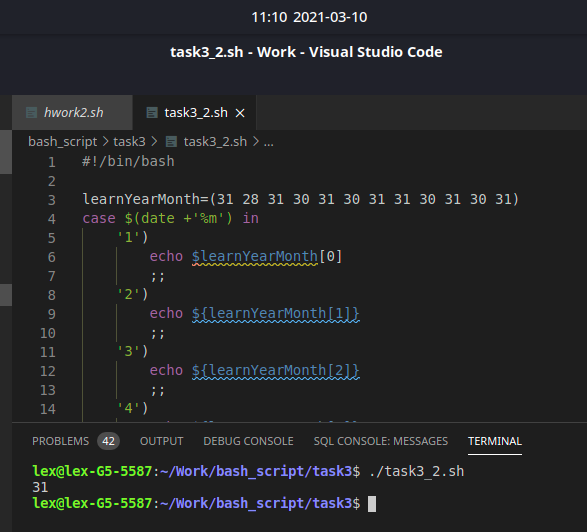 11:10 2021-03-10
task3_2.sh - Work - Visual Studio Code
hwork2.sh task3_2.sh ×
bash_script > task3 > task3_2.sh > ...
1 #!/bin/bash
2
3 learnYearMonth=(31 28 31 30 31 30 31 31 30 31 30 31)
4 case $(date +'%m') in
5 '1')
6 echo $learnYearMonth[0]
7 ;;
8 '2')
9 echo ${learnYearMonth[1]}
10 ;;
11 '3')
12 echo ${learnYearMonth[2]}
13 ;;
14 '4')
PROBLEMS 42 OUTPUT DEBUG CONSOLE SQL CONSOLE: MESSAGES TERMINAL
lex@lex-G5-5587:~/Work/bash_script/task3$ ./task3_2.sh
31
lex@lex-G5-5587:~/Work/bash_script/task3$